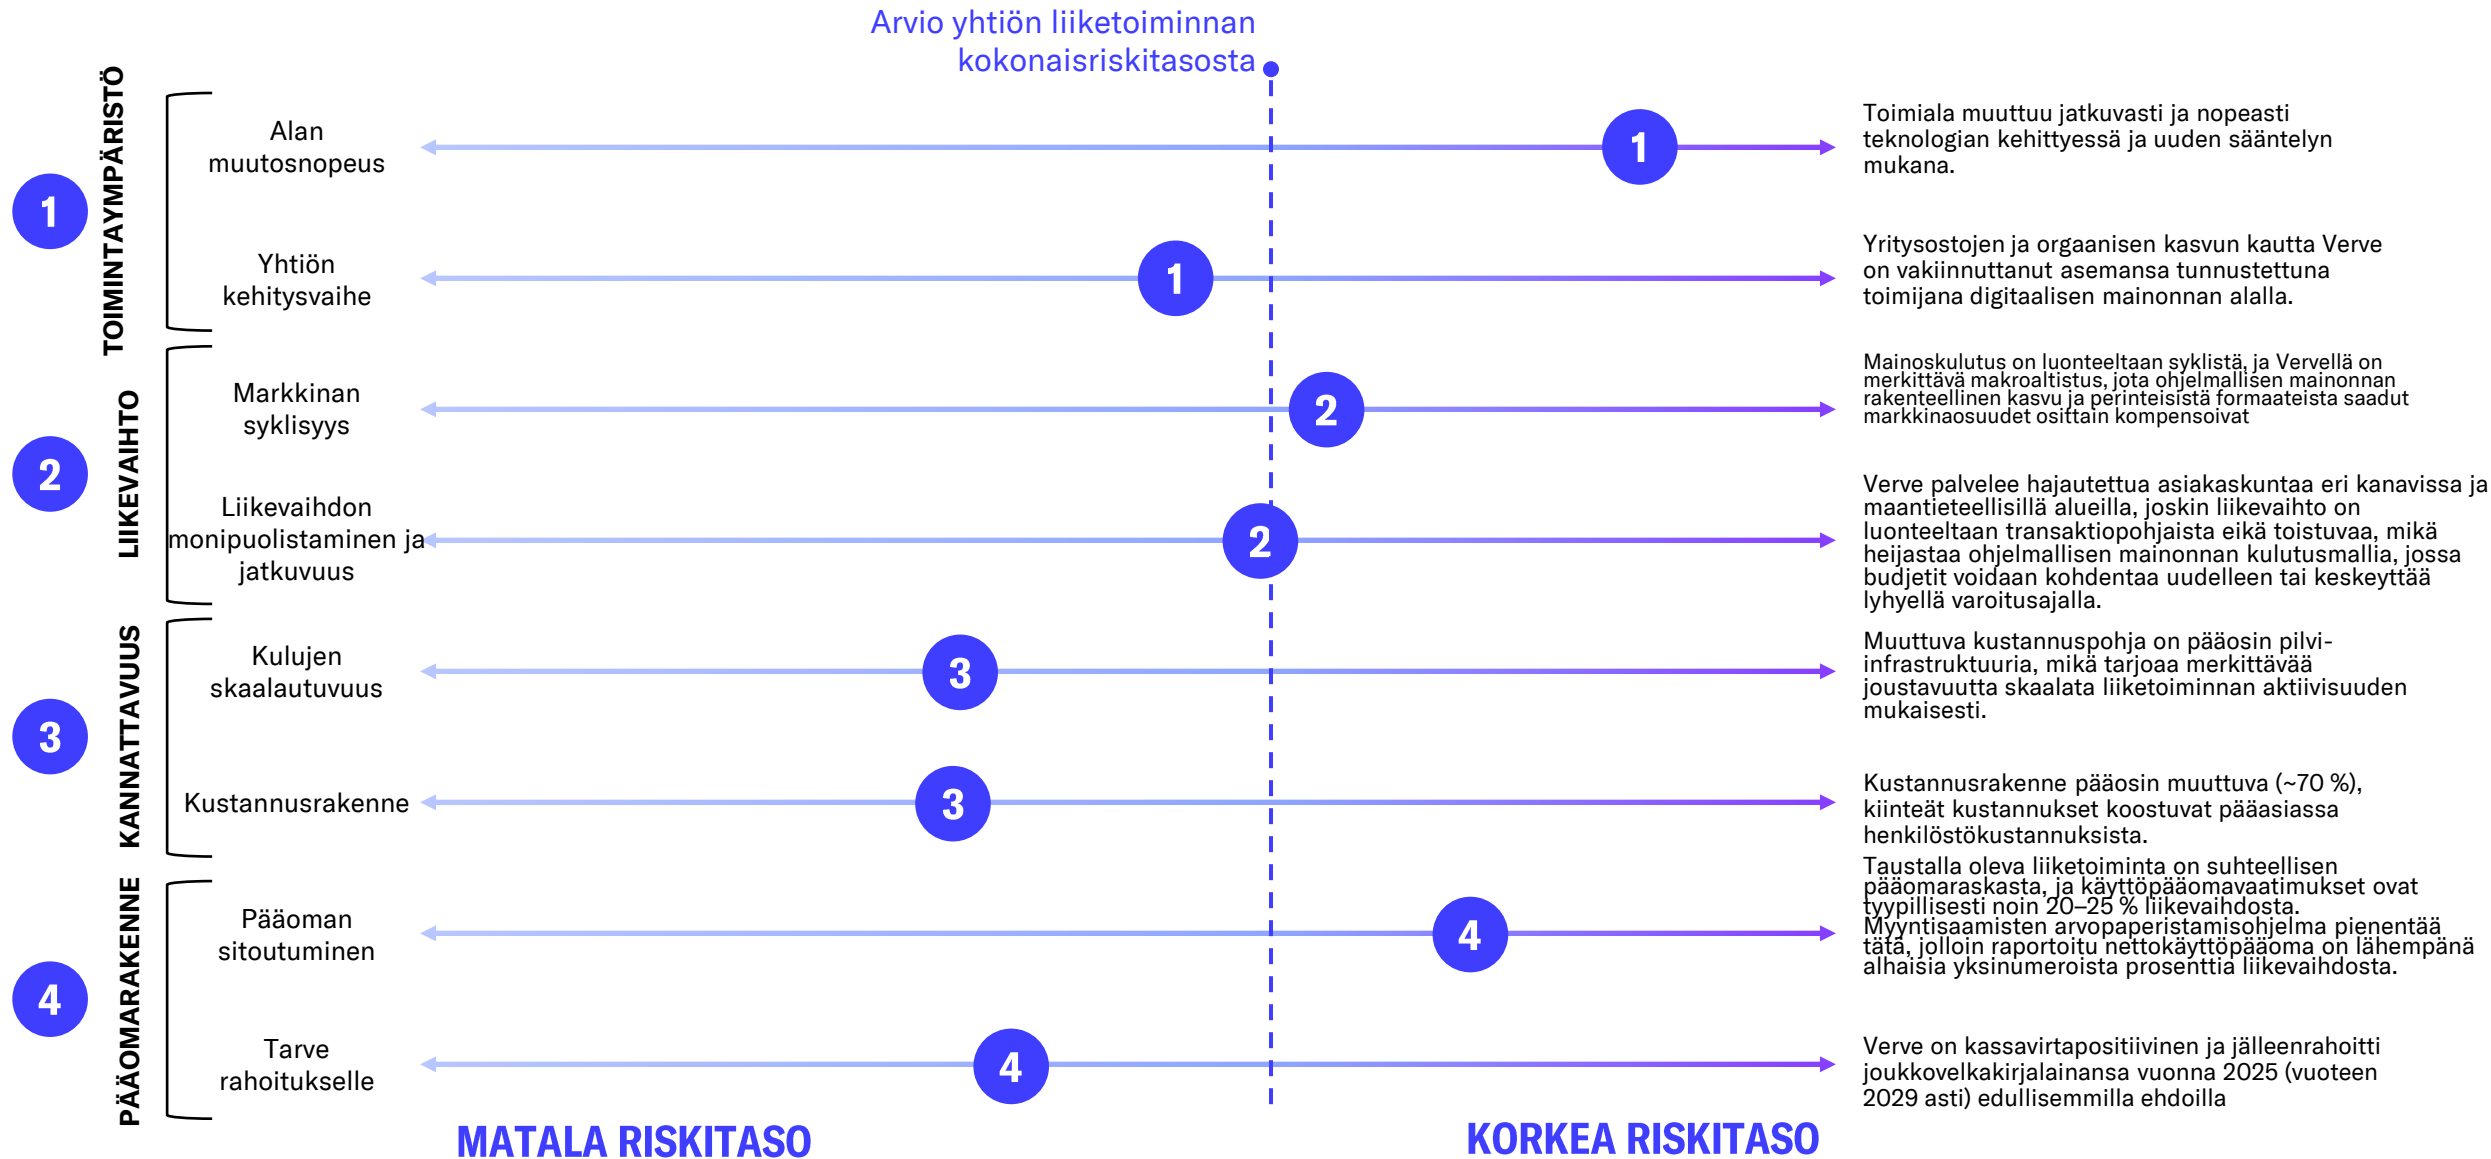 Arvio yhtiön liiketoiminnan
kokonaisriskitasosta
1
TOIMINTAYMPÄRISTÖ
Alan
muutosnopeus
1
Toimiala muuttuu jatkuvasti ja nopeasti
teknologian kehittyessä ja uuden sääntelyn
mukana.
Yhtiön
kehitysvaihe
1
Yritysostojen ja orgaanisen kasvun kautta Verve
on vakiinnuttanut asemansa tunnustettuna
toimijana digitaalisen mainonnan alalla.
2
LIIKEVAIHTO
Markkinan
syklisyys
2
Mainoskulutus on luonteeltaan syklistä, ja Vervellä on
merkittävä makroaltistus, jota ohjelmallisen mainonnan
rakenteellinen kasvu ja perinteisistä formaateista saadut
markkinaosuudet osittain kompensoivat
Liikevaihdon
monipuolistaminen ja
jatkuvuus
2
Verve palvelee hajautettua asiakaskuntaa eri kanavissa ja
maantieteellisillä alueilla, joskin liikevaihto on
luonteeltaan transaktiopohjaista eikä toistuvaa, mikä
heijastaa ohjelmallisen mainonnan kulutusmallia, jossa
budjetit voidaan kohdentaa uudelleen tai keskeyttää
lyhyellä varoitusajalla.
3
KANNATTAVUUS
Kulujen
skaalautuvuus
3
Muuttuva kustannuspohja on pääosin pilvi-
infrastruktuuria, mikä tarjoaa merkittävää
joustavuutta skaalata liiketoiminnan aktiivisuuden
mukaisesti.
Kustannusrakenne
3
Kustannusrakenne pääosin muuttuva (~70 %),
kiinteät kustannukset koostuvat pääasiassa
henkilöstökustannuksista.
4
PÄÄOMARAKENNE
Pääoman
sitoutuminen
4
Taustalla oleva liiketoiminta on suhteellisen
pääomaraskasta, ja käyttöpääomavaatimukset ovat
tyypillisesti noin 20–25 % liikevaihdosta.
Myyntisaamisten arvopaperistamisohjelma pienentää
tätä, jolloin raportoitu nettokäyttöpääoma on lähempänä
alhaisia yksinumeroista prosenttia liikevaihdosta.
Tarve
rahoitukselle
4
Verve on kassavirtapositiivinen ja jälleenrahoitti
joukkovelkakirjalainansa vuonna 2025 (vuoteen
2029 asti) edullisemmilla ehdoilla
MATALA RISKITASO
KORKEA RISKITASO